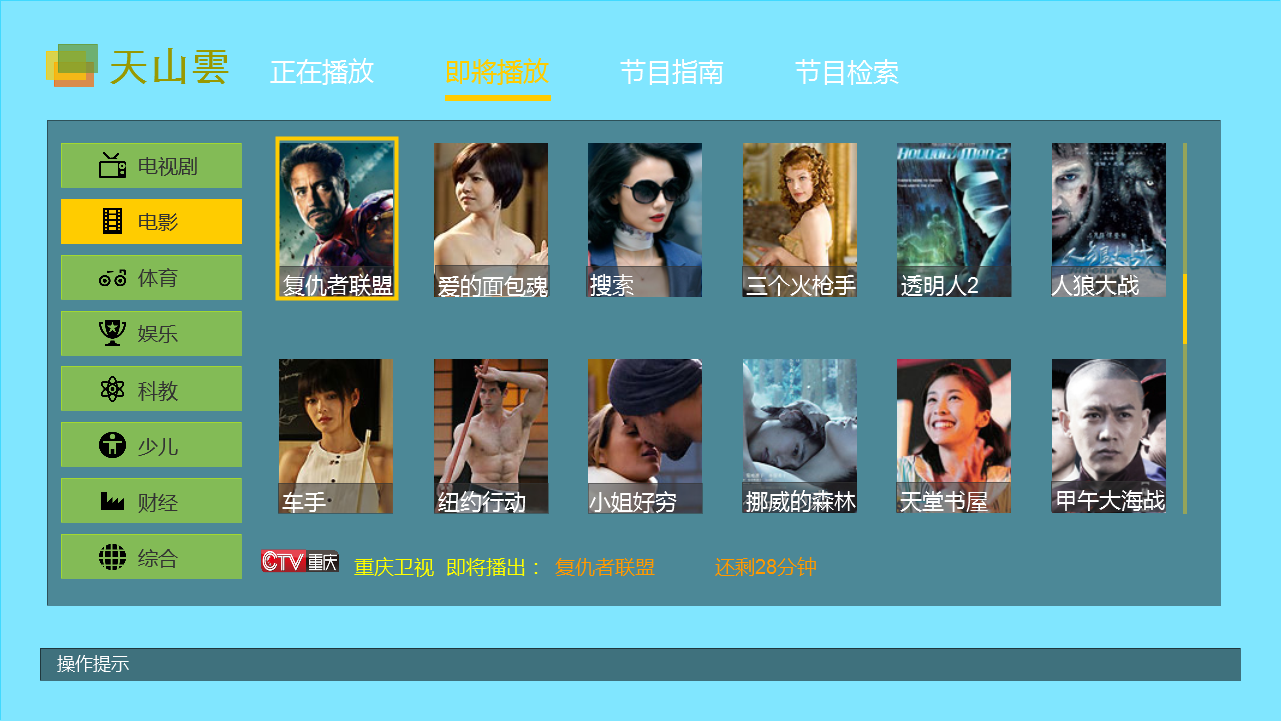 天山雲
正在播放 即将播放 节目指南 节目检索
电视剧
电影
体育
娱乐
科教
少儿
财经
综合
HOLLOW MAN 2
复仇者联盟 爱的面包魂 搜索 三个火枪手 透明人2 人狼大战
车手 纽约行动 小姐好穷 挪威的森林 天堂书屋 甲午大海战
CTV 重庆 重庆卫视 即将播出： 复仇者联盟 还剩28分钟
操作提示